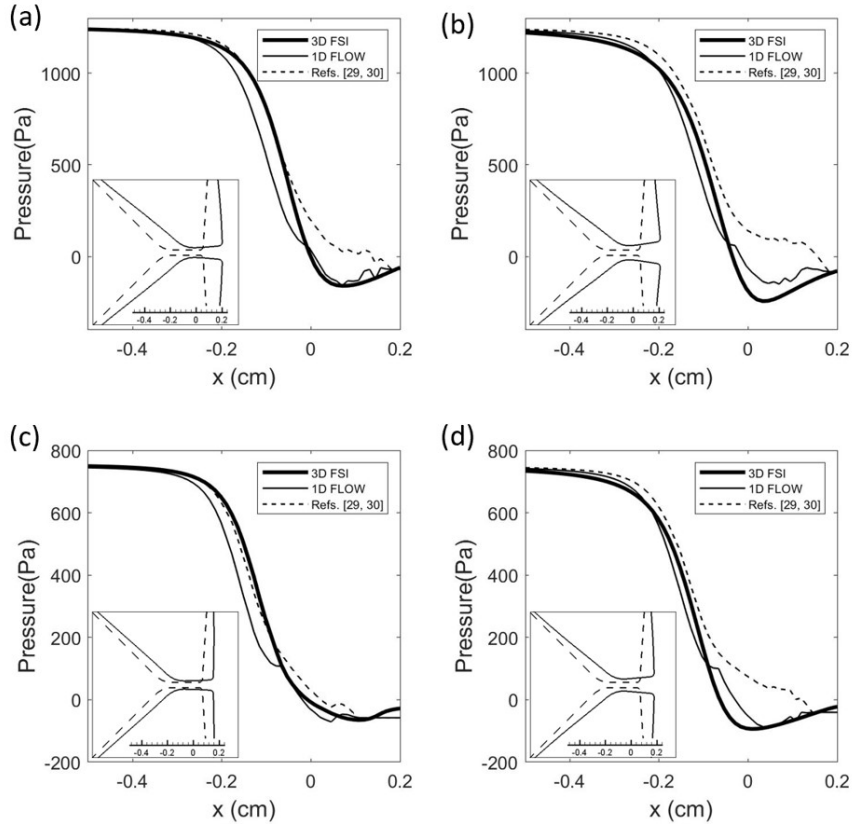 (a)
3D FSI
1D FLOW
Refs. [29, 30]
1000
500
0
Pressure(Pa)
-0.4 -0.2 0 0.2
-0.4 -0.2 0 0.2
x (cm)
(b)
3D FSI
1D FLOW
Refs. [29, 30]
1000
500
0
Pressure(Pa)
-0.4 -0.2 0 0.2
-0.4 -0.2 0 0.2
x (cm)
(c)
800
3D FSI
1D FLOW
Refs. [29, 30]
600
400
200
0
-200
Pressure(Pa)
-0.4 -0.2 0 0.2
-0.4 -0.2 0 0.2
x (cm)
(d)
800
3D FSI
1D FLOW
Refs. [29, 30]
600
400
200
0
-200
Pressure(Pa)
-0.4 -0.2 0 0.2
-0.4 -0.2 0 0.2
x (cm)